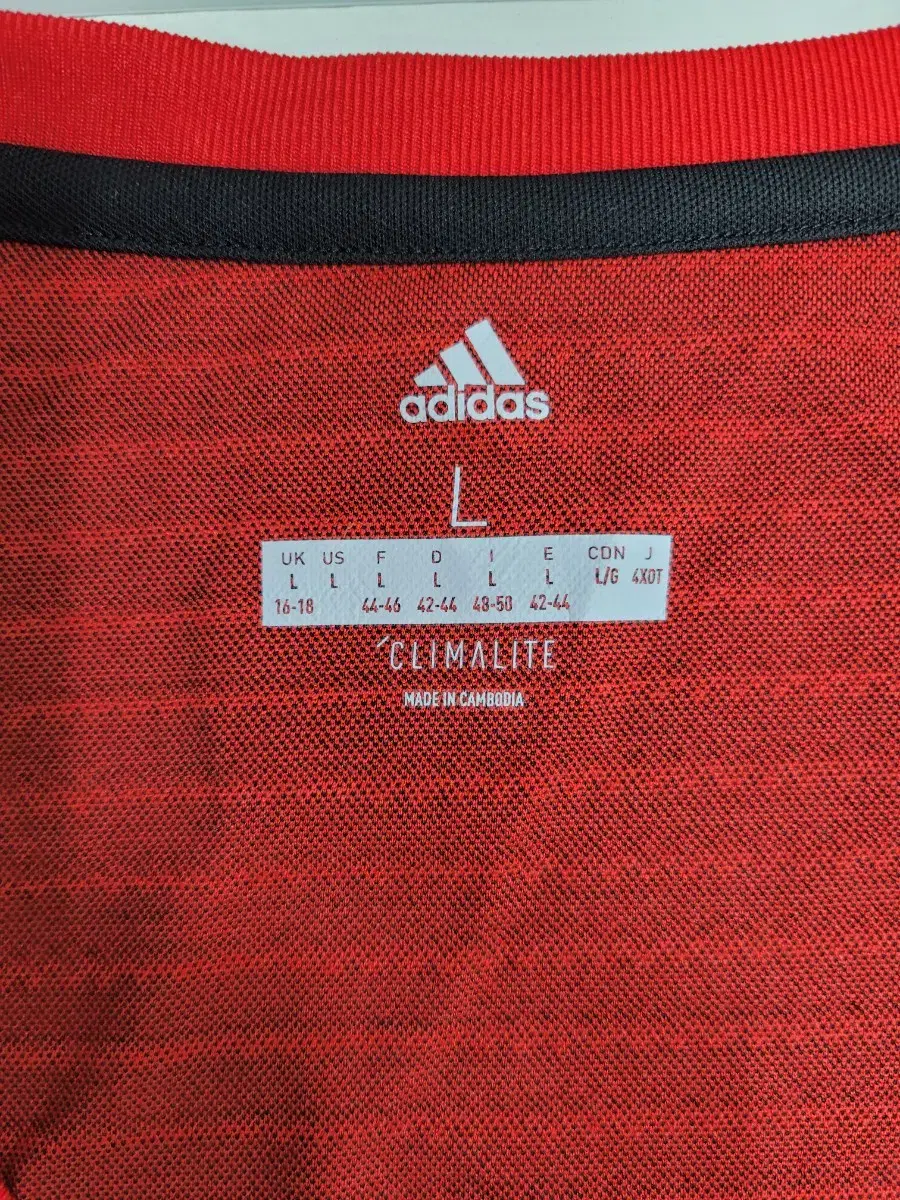 adidas
L
UK US F D I E CDN J
L L L L L L L/G 4XOT
16-18 44-46 42-44 48-50 42-44
CLIMALITE
MADE IN CAMBODIA